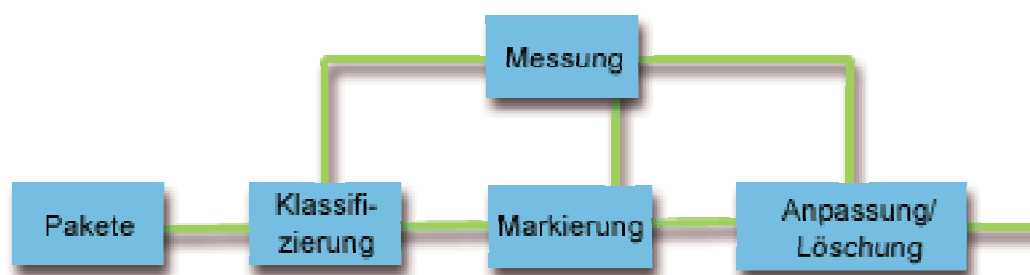 Messung
Pakete
Klassifi-
zierung
Markierung
Anpassung/
Löschung